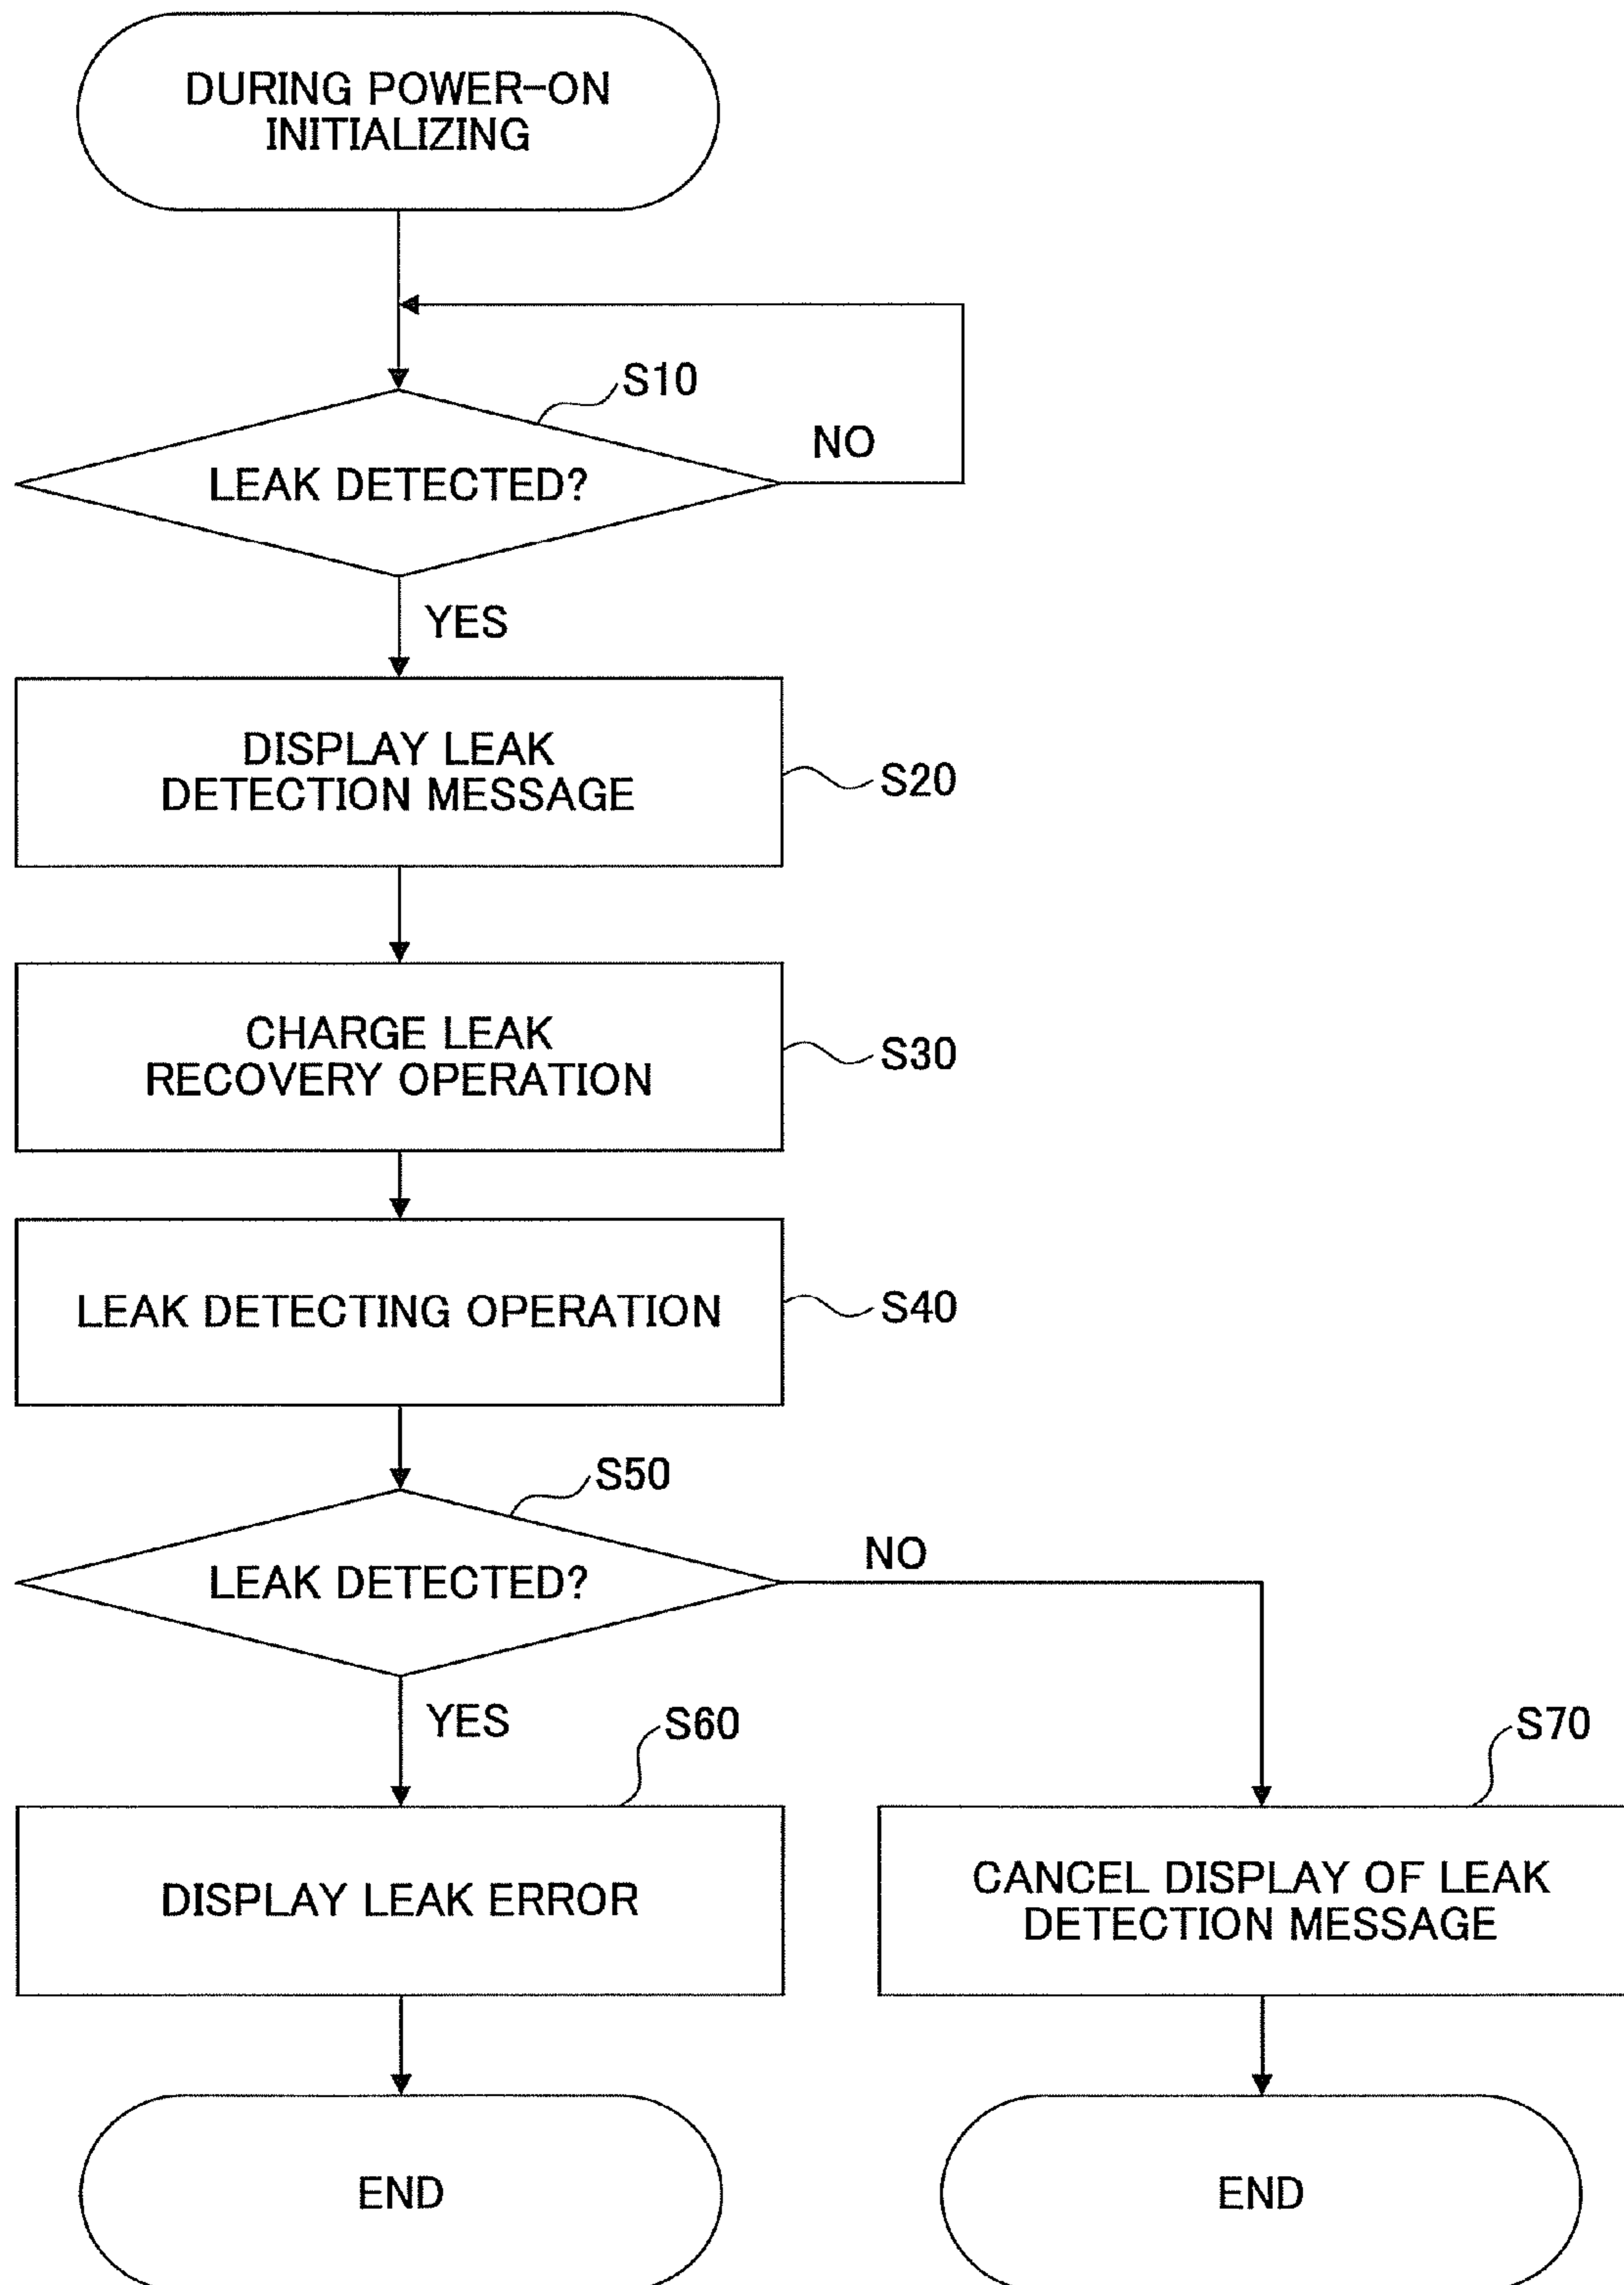 DURING POWER-ON
INITIALIZING
S10
LEAK DETECTED?
NO
YES
DISPLAY LEAK
DETECTION MESSAGE
S20
CHARGE LEAK
RECOVERY OPERATION
S30
LEAK DETECTING OPERATION
S40
S50
LEAK DETECTED?
NO
YES
S60
S70
DISPLAY LEAK ERROR
CANCEL DISPLAY OF LEAK
DETECTION MESSAGE
END
END